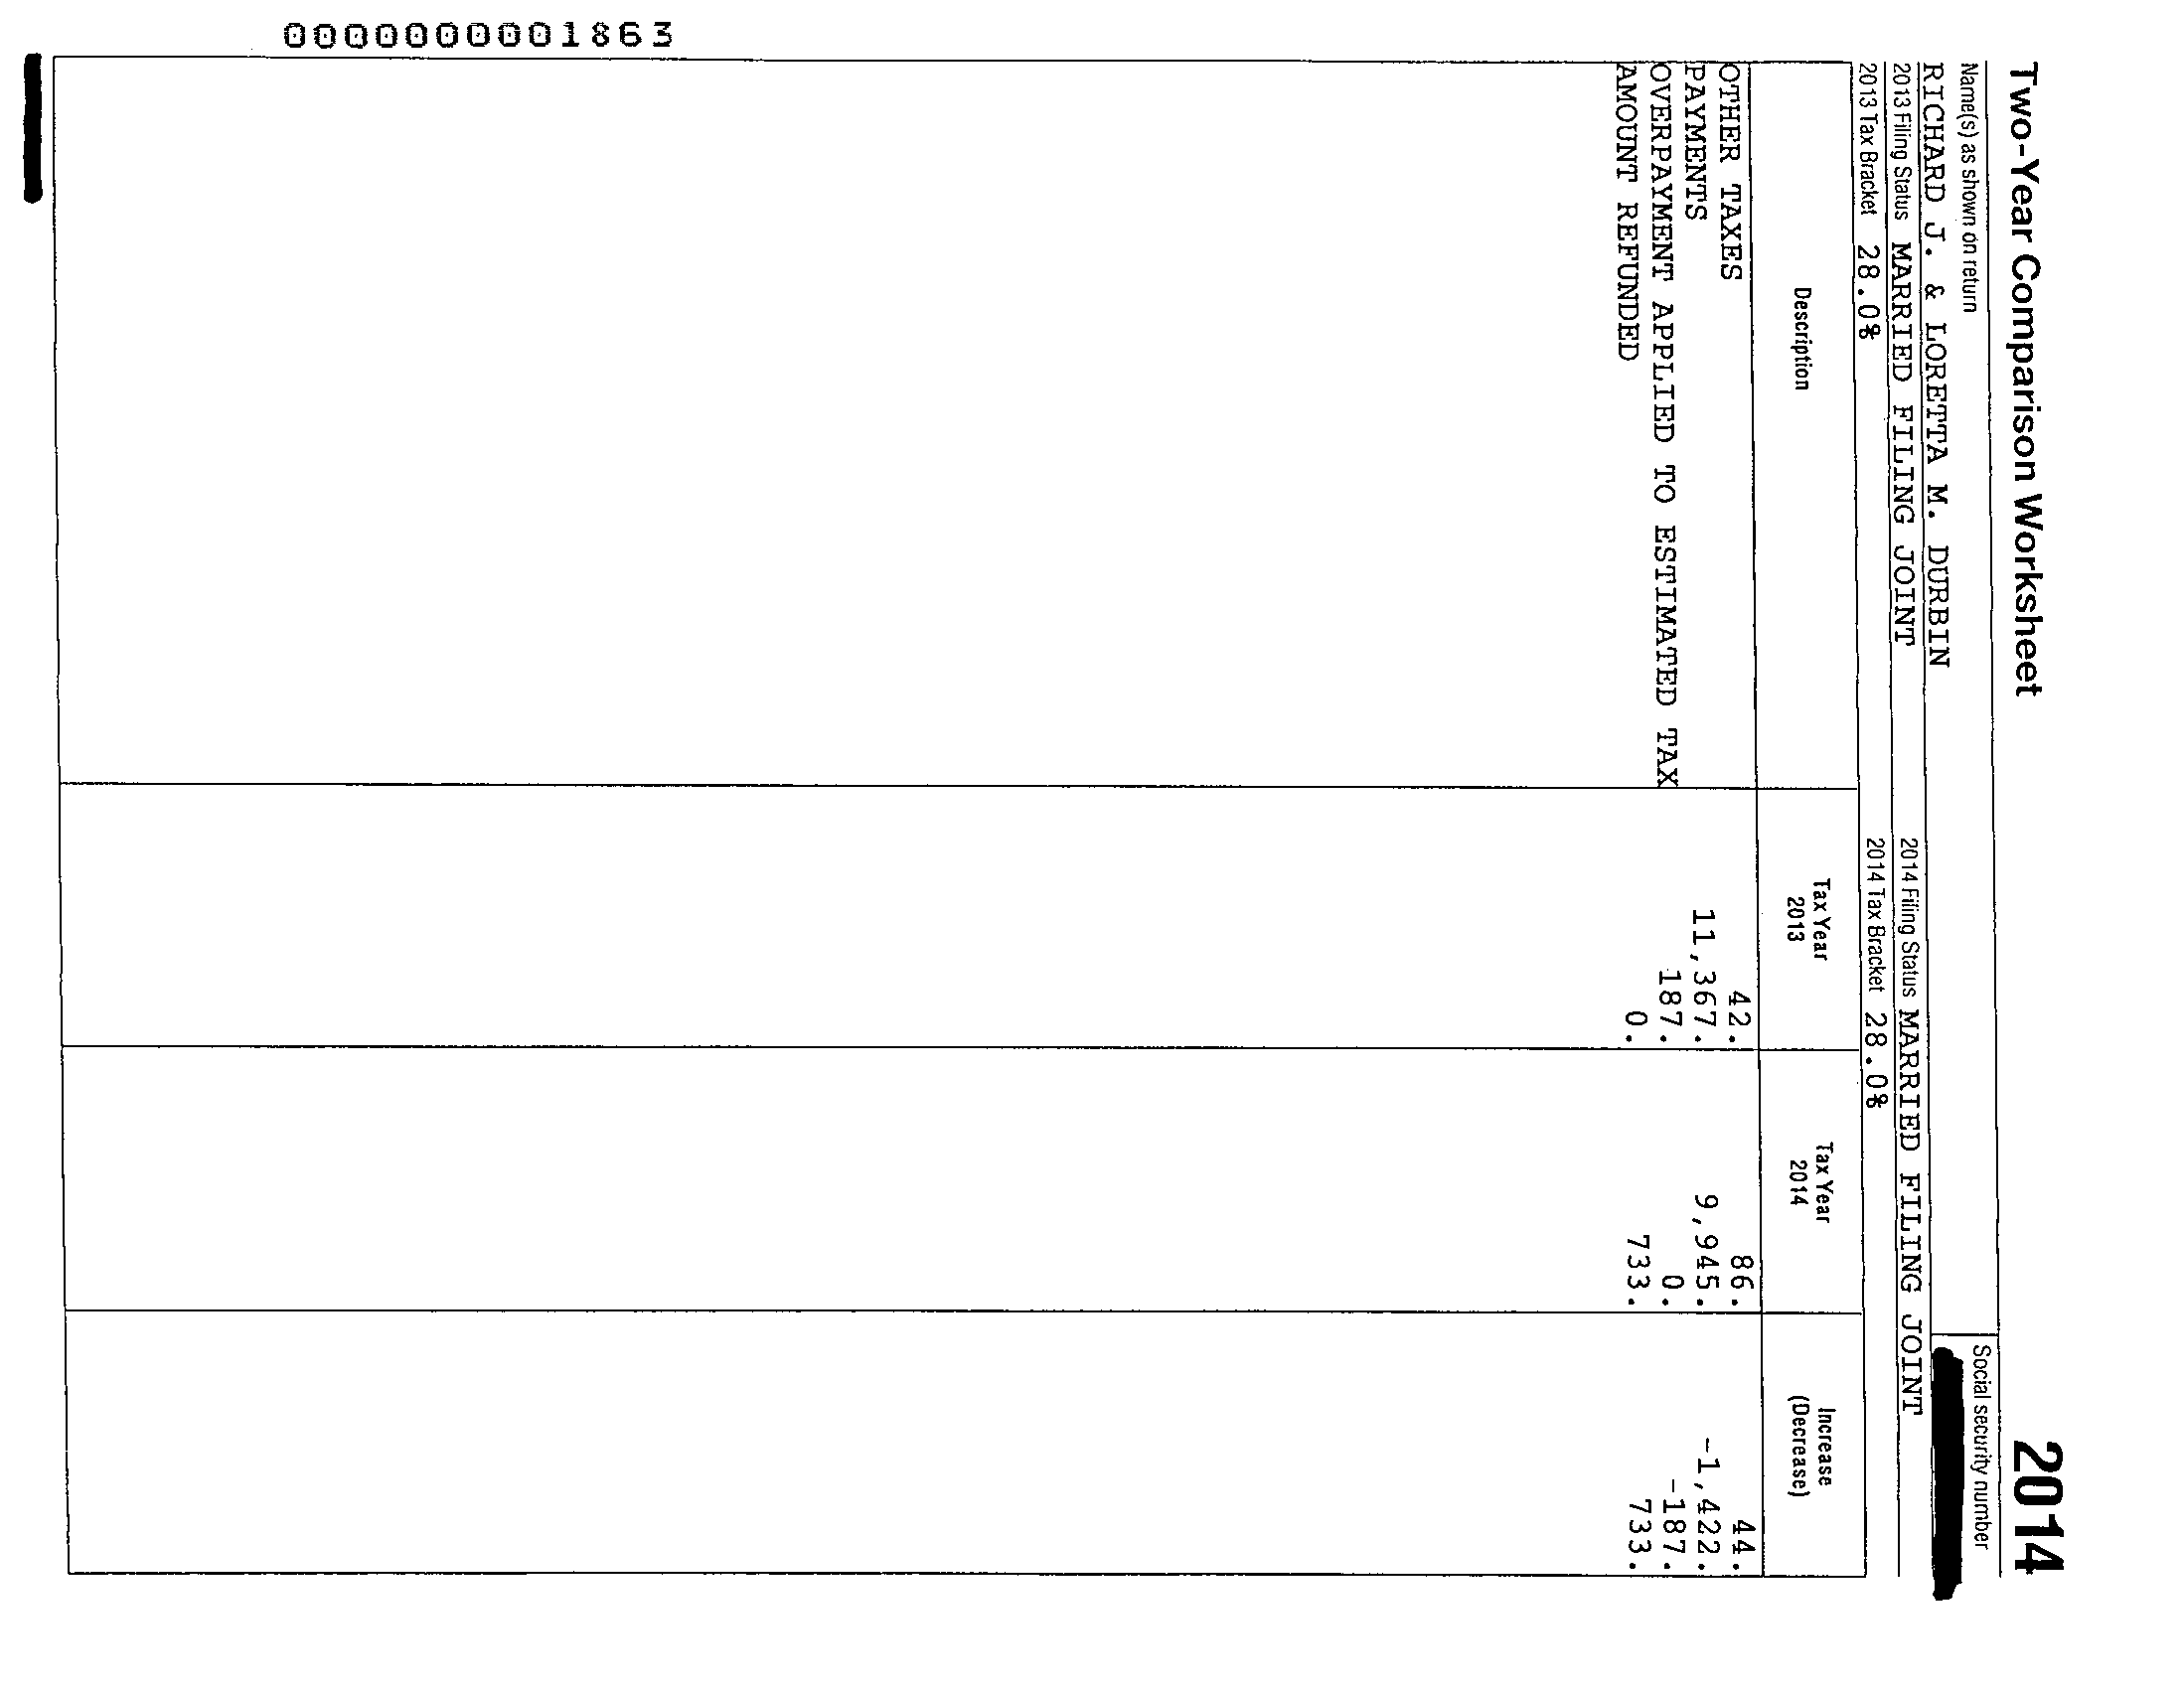 Two-Year Comparison Worksheet 2014
Name(s) as shown on return Social security number
RICHARD J. & LORETTA M. DURBIN
2013 Filing Status MARRIED FILING JOINT 2014 Filing Status MARRIED FILING JOINT
2013 Tax Bracket 28.0% 2014 Tax Bracket 28.0%
Description Tax Year 2013 Tax Year 2014 Increase (Decrease)
OTHER TAXES 42. 86. 44.
PAYMENTS 11,367. 9,945. -1,422.
OVERPAYMENT APPLIED TO ESTIMATED TAX 187. 0. -187.
AMOUNT REFUNDED 0. 733. 733.
0000000001863